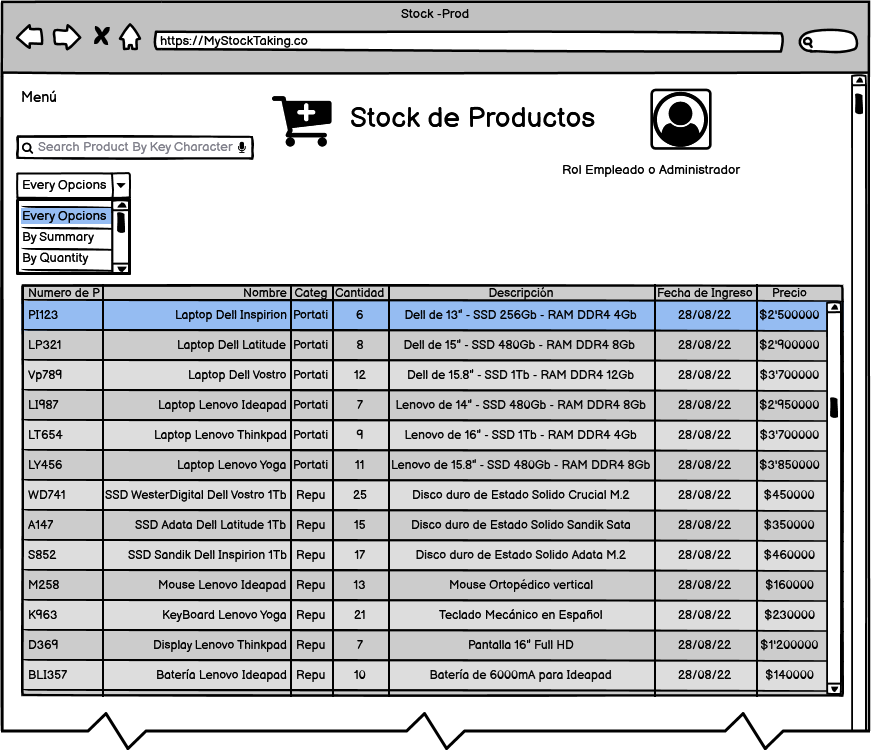 Stock -Prod
https://MyStockTaking.co
Menú
Stock de Productos
Search Product By Key Character
Rol Empleado o Administrador
Every Opcions
Every Opcions
By Summary
By Quantity
Numero de P Nombre Categ Cantidad Descripción Fecha de Ingreso Precio
PI123 Laptop Dell Inspirion Portati 6 Dell de 13" - SSD 256Gb - RAM DDR4 4Gb 28/08/22 $2'500000
LP321 Laptop Dell Latitude Portati 8 Dell de 15" - SSD 480Gb - RAM DDR4 8Gb 28/08/22 $2'900000
Vp789 Laptop Dell Vostro Portati 12 Dell de 15.8" - SSD 1Tb - RAM DDR4 12Gb 28/08/22 $3'700000
LI987 Laptop Lenovo Ideapad Portati 7 Lenovo de 14" - SSD 480Gb - RAM DDR4 8Gb 28/08/22 $2'950000
LT654 Laptop Lenovo Thinkpad Portati 9 Lenovo de 16" - SSD 1Tb - RAM DDR4 4Gb 28/08/22 $3'700000
LY456 Laptop Lenovo Yoga Portati 11 Lenovo de 15.8" - SSD 480Gb - RAM DDR4 8Gb 28/08/22 $3'850000
WD741 SSD WesterDigital Dell Vostro 1Tb Repu 25 Disco duro de Estado Solido Crucial M.2 28/08/22 $450000
A147 SSD Adata Dell Latitude 1Tb Repu 15 Disco duro de Estado Solido Sandik Sata 28/08/22 $350000
S852 SSD Sandik Dell Inspirion 1Tb Repu 17 Disco duro de Estado Solido Adata M.2 28/08/22 $460000
M258 Mouse Lenovo Ideapad Repu 13 Mouse Ortopédico vertical 28/08/22 $160000
K963 KeyBoard Lenovo Yoga Repu 21 Teclado Mecánico en Español 28/08/22 $230000
D369 Display Lenovo Thinkpad Repu 7 Pantalla 16" Full HD 28/08/22 $1'200000
BLI357 Batería Lenovo Ideapad Repu 10 Batería de 6000mA para Ideapad 28/08/22 $140000